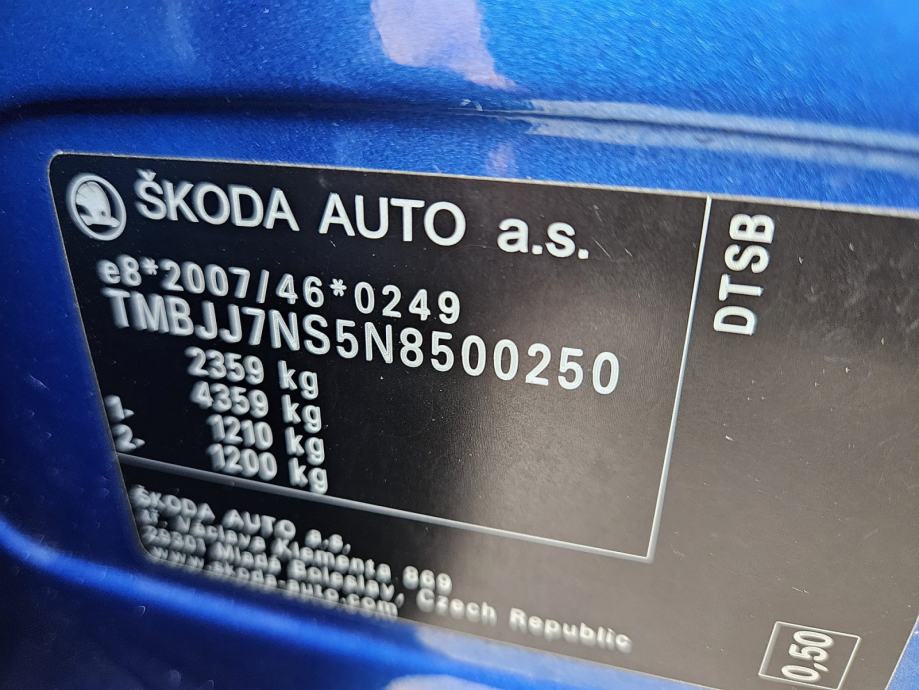 ŠKODA AUTO a.s.
e8*2007/46*0249
TMBJJ7NS5N8500250
2359 kg
4359 kg
1. 1210 kg
2. 1200 kg
ŠKODA AUTO a.s.
tř. Václava Klementa 869
29301 Mladá Boleslav, Czech Republic
www.skoda-auto.com
DTSB
0,50